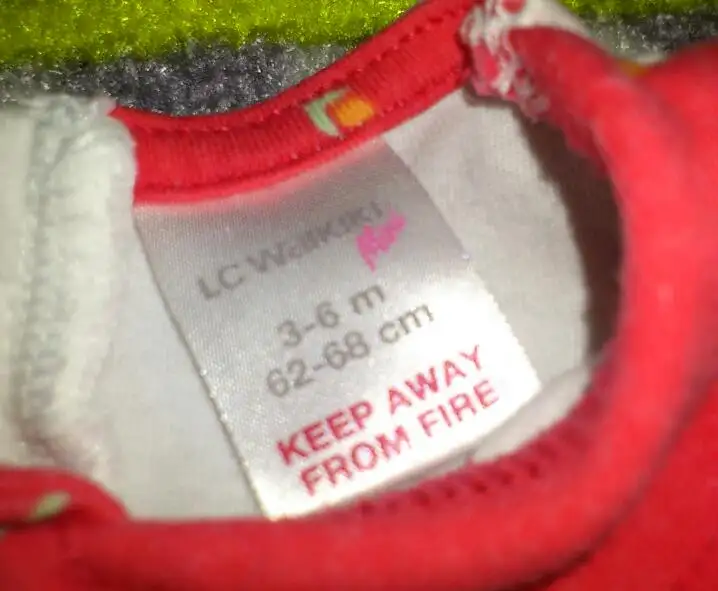 LC WaiKiKi
3-6 m
62-68 cm
KEEP AWAY
FROM FIRE